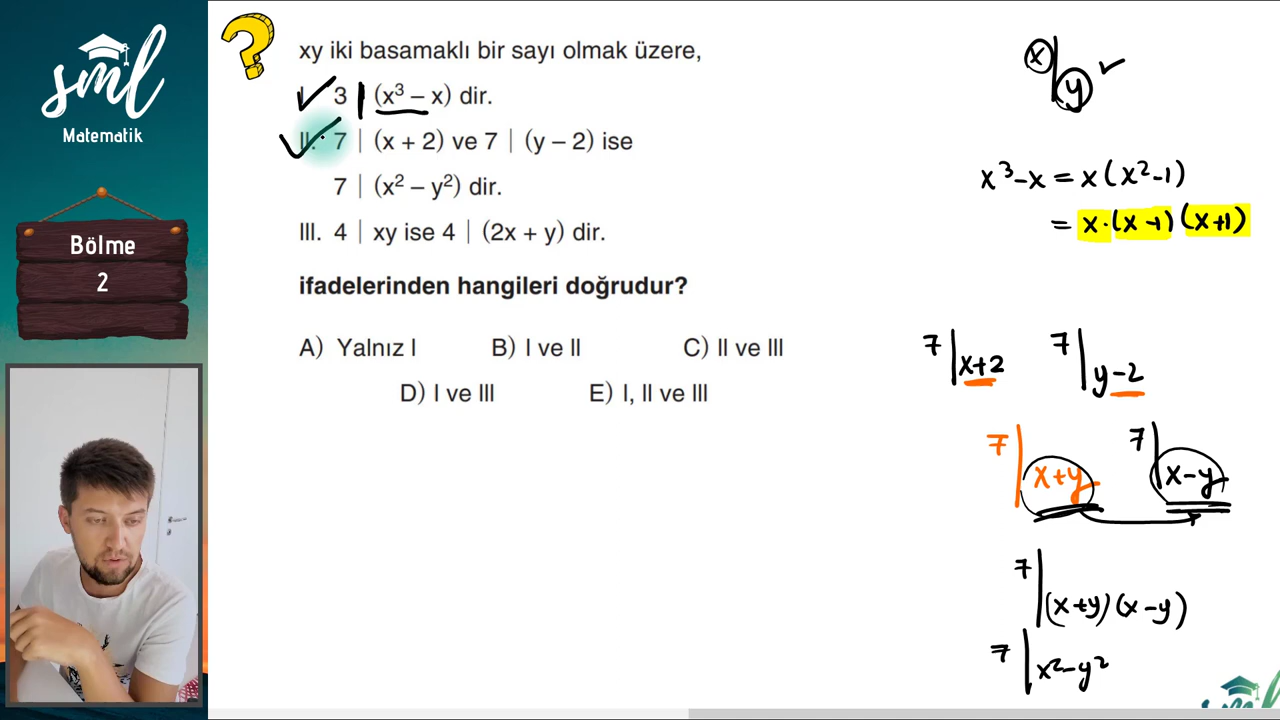 sml
Matematik
Bölme
2
?
xy iki basamaklı bir sayı olmak üzere,
I. 3 | (x³ – x) dir.
II. 7 | (x + 2) ve 7 | (y – 2) ise
7 | (x² – y²) dir.
III. 4 | xy ise 4 | (2x + y) dir.
ifadelerinden hangileri doğrudur?
A) Yalnız I B) I ve II C) II ve III
D) I ve III E) I, II ve III
x | y ✓
x³-x = x(x²-1)
= x·(x-1)(x+1)
7 | x+2 7 | y-2
7 | x+y 7 | x-y
7 | (x+y)(x-y)
7 | x²-y²